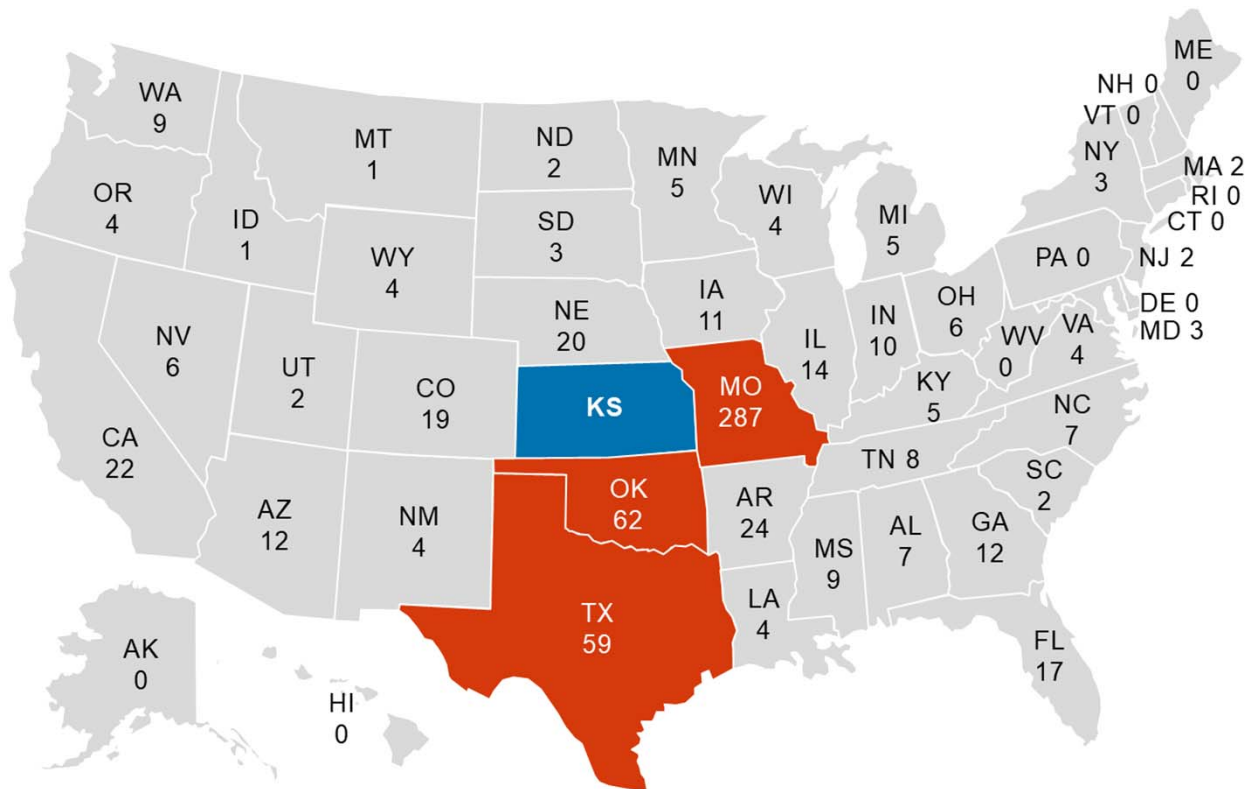 ME
0
NH 0
VT 0
WA
9
MT
1
ND
2
MN
5
NY
3
MA 2
RI 0
CT 0
OR
4
ID
1
SD
3
WI
4
MI
5
WY
4
PA 0
NJ 2
IA
11
NE
20
OH
6
DE 0
MD 3
NV
6
UT
2
CO
19
KS
MO
287
IL
14
IN
10
WV
0
VA
4
KY
5
CA
22
NC
7
TN 8
AZ
12
NM
4
OK
62
AR
24
SC
2
MS
9
AL
7
GA
12
TX
59
LA
4
FL
17
AK
0
HI
0